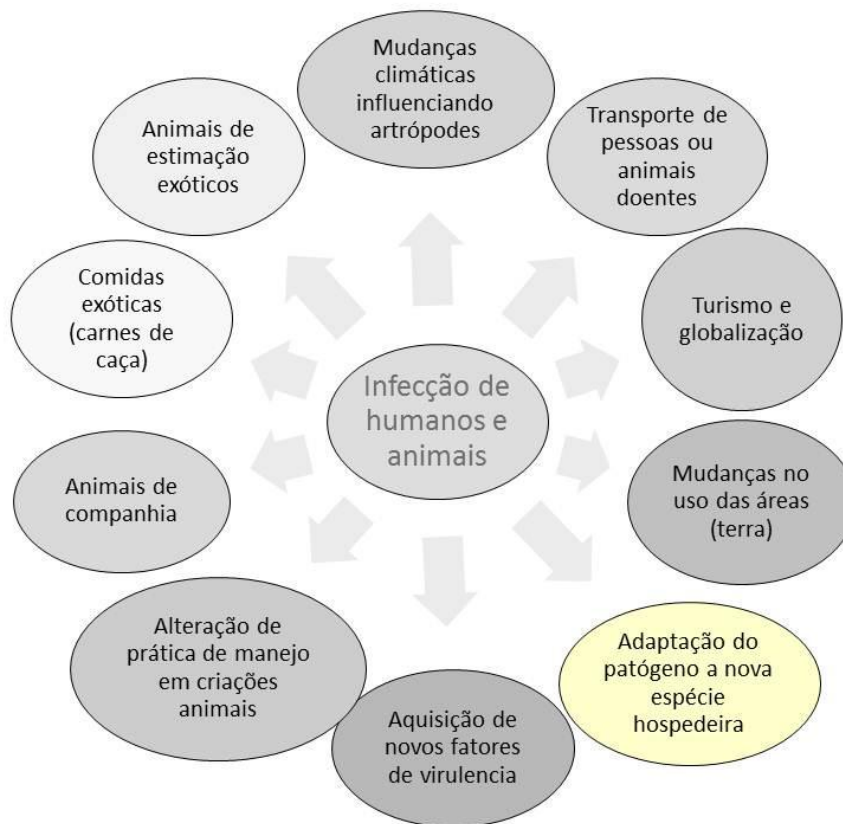 Mudanças
climáticas
influenciando
artrópodes
Transporte de
pessoas ou
animais
doentes
Turismo e
globalização
Mudanças no
uso das áreas
(terra)
Adaptação do
patógeno a nova
espécie
hospedeira
Aquisição de
novos fatores
de virulencia
Alteração de
prática de manejo
em criações
animais
Animais de
companhia
Comidas
exóticas
(carnes de
caça)
Animais de
estimação
exóticos
Infecção de
humanos e
animais